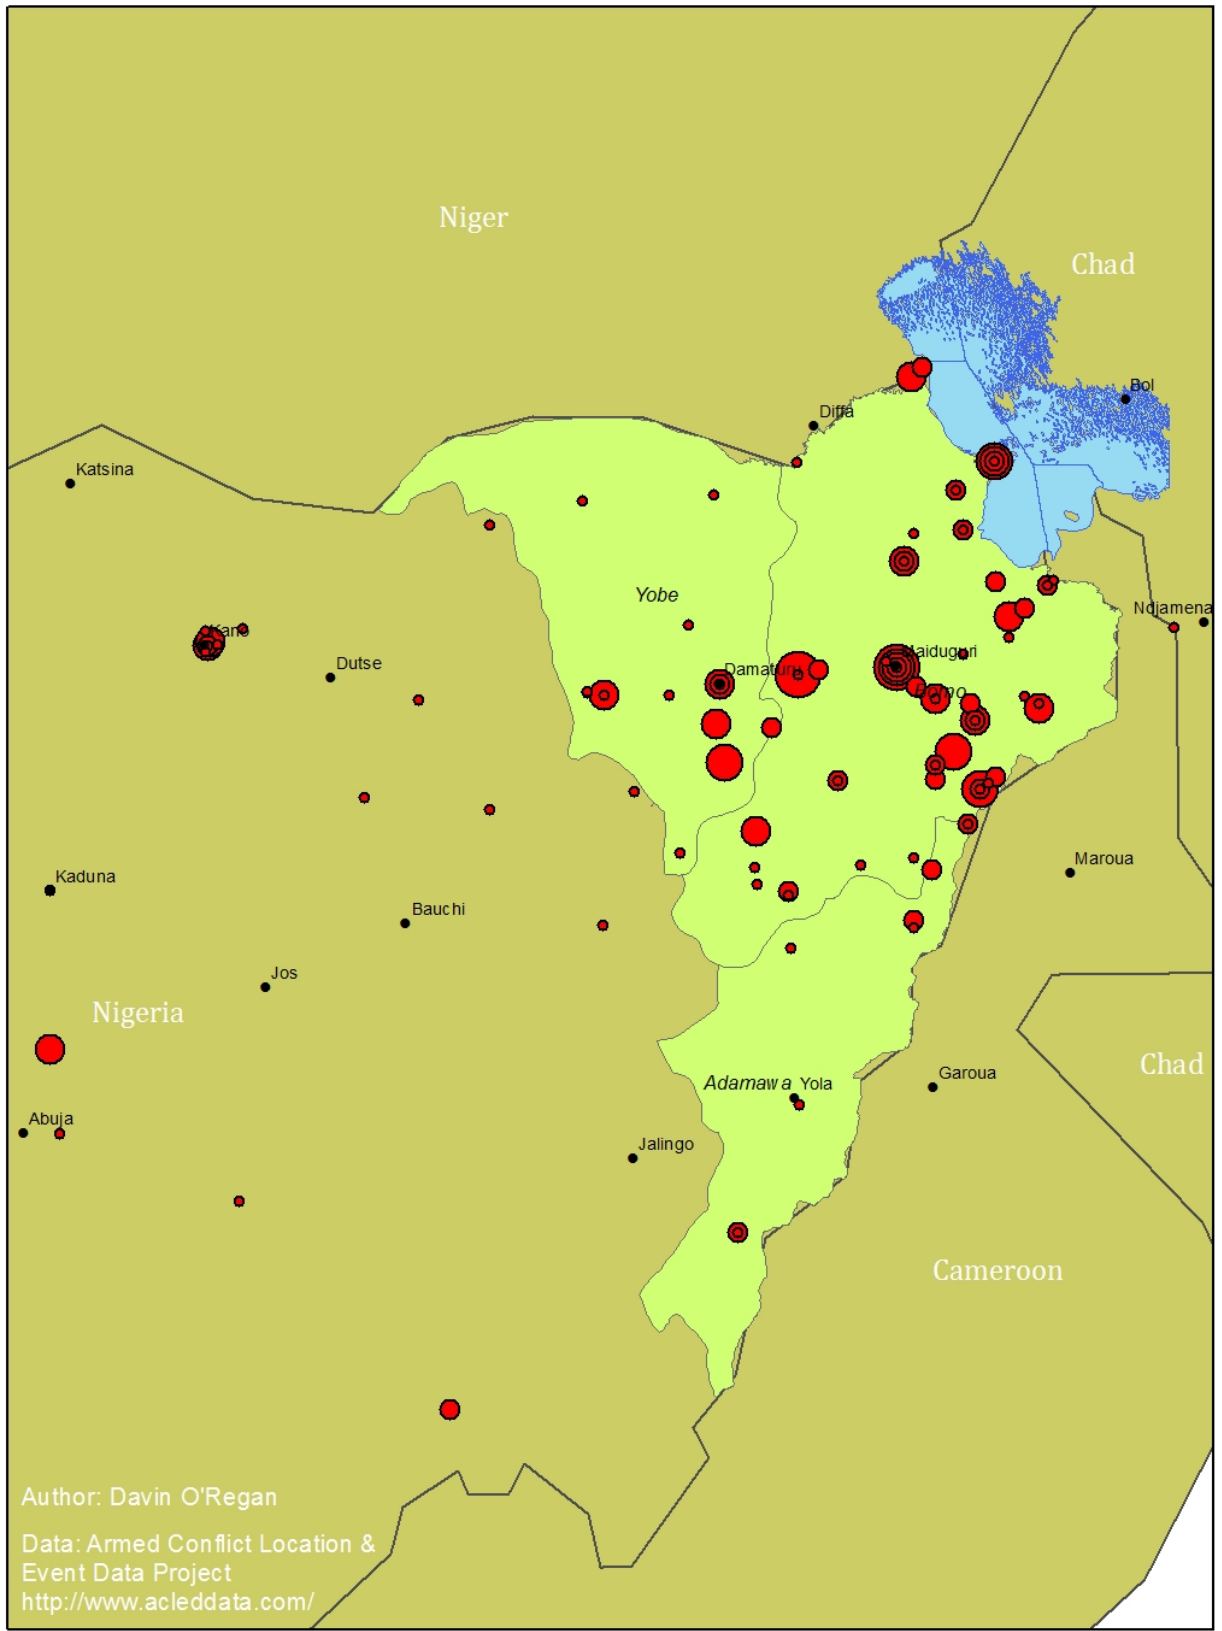 Niger
Chad
Bol
Diffa
Katsina
Yobe
Ndjamena
Kano
Maiduguri
Dutse
Damaturu
Borno
Maroua
Kaduna
Bauchi
Jos
Nigeria
Chad
Garoua
Adamawa
Yola
Abuja
Jalingo
Cameroon
Author: Davin O'Regan
Data: Armed Conflict Location &
Event Data Project
http://www.acleddata.com/